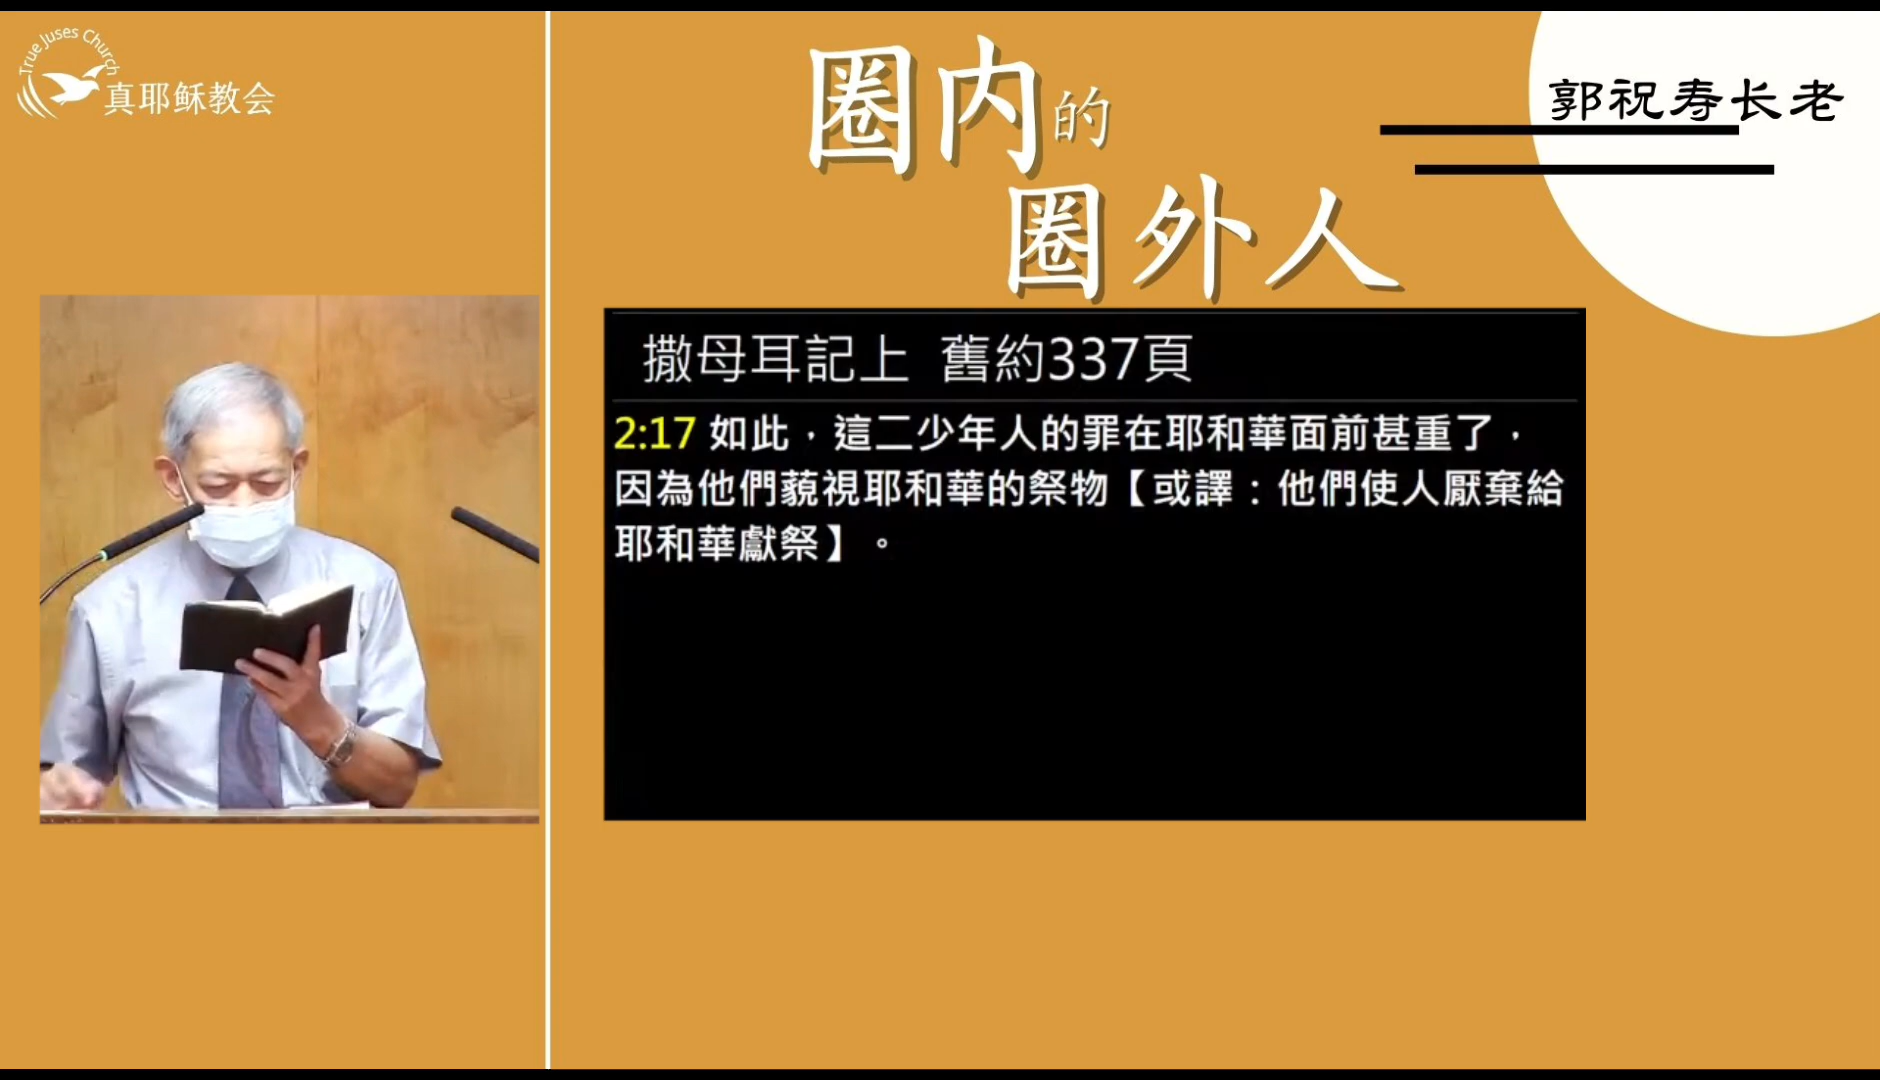 True Juses Church
真耶稣教会
圈内的
圈外人
郭祝寿长老
撒母耳記上 舊約337頁
2:17 如此，這二少年人的罪在耶和華面前甚重了，
因為他們藐視耶和華的祭物【或譯：他們使人厭棄給
耶和華獻祭】。